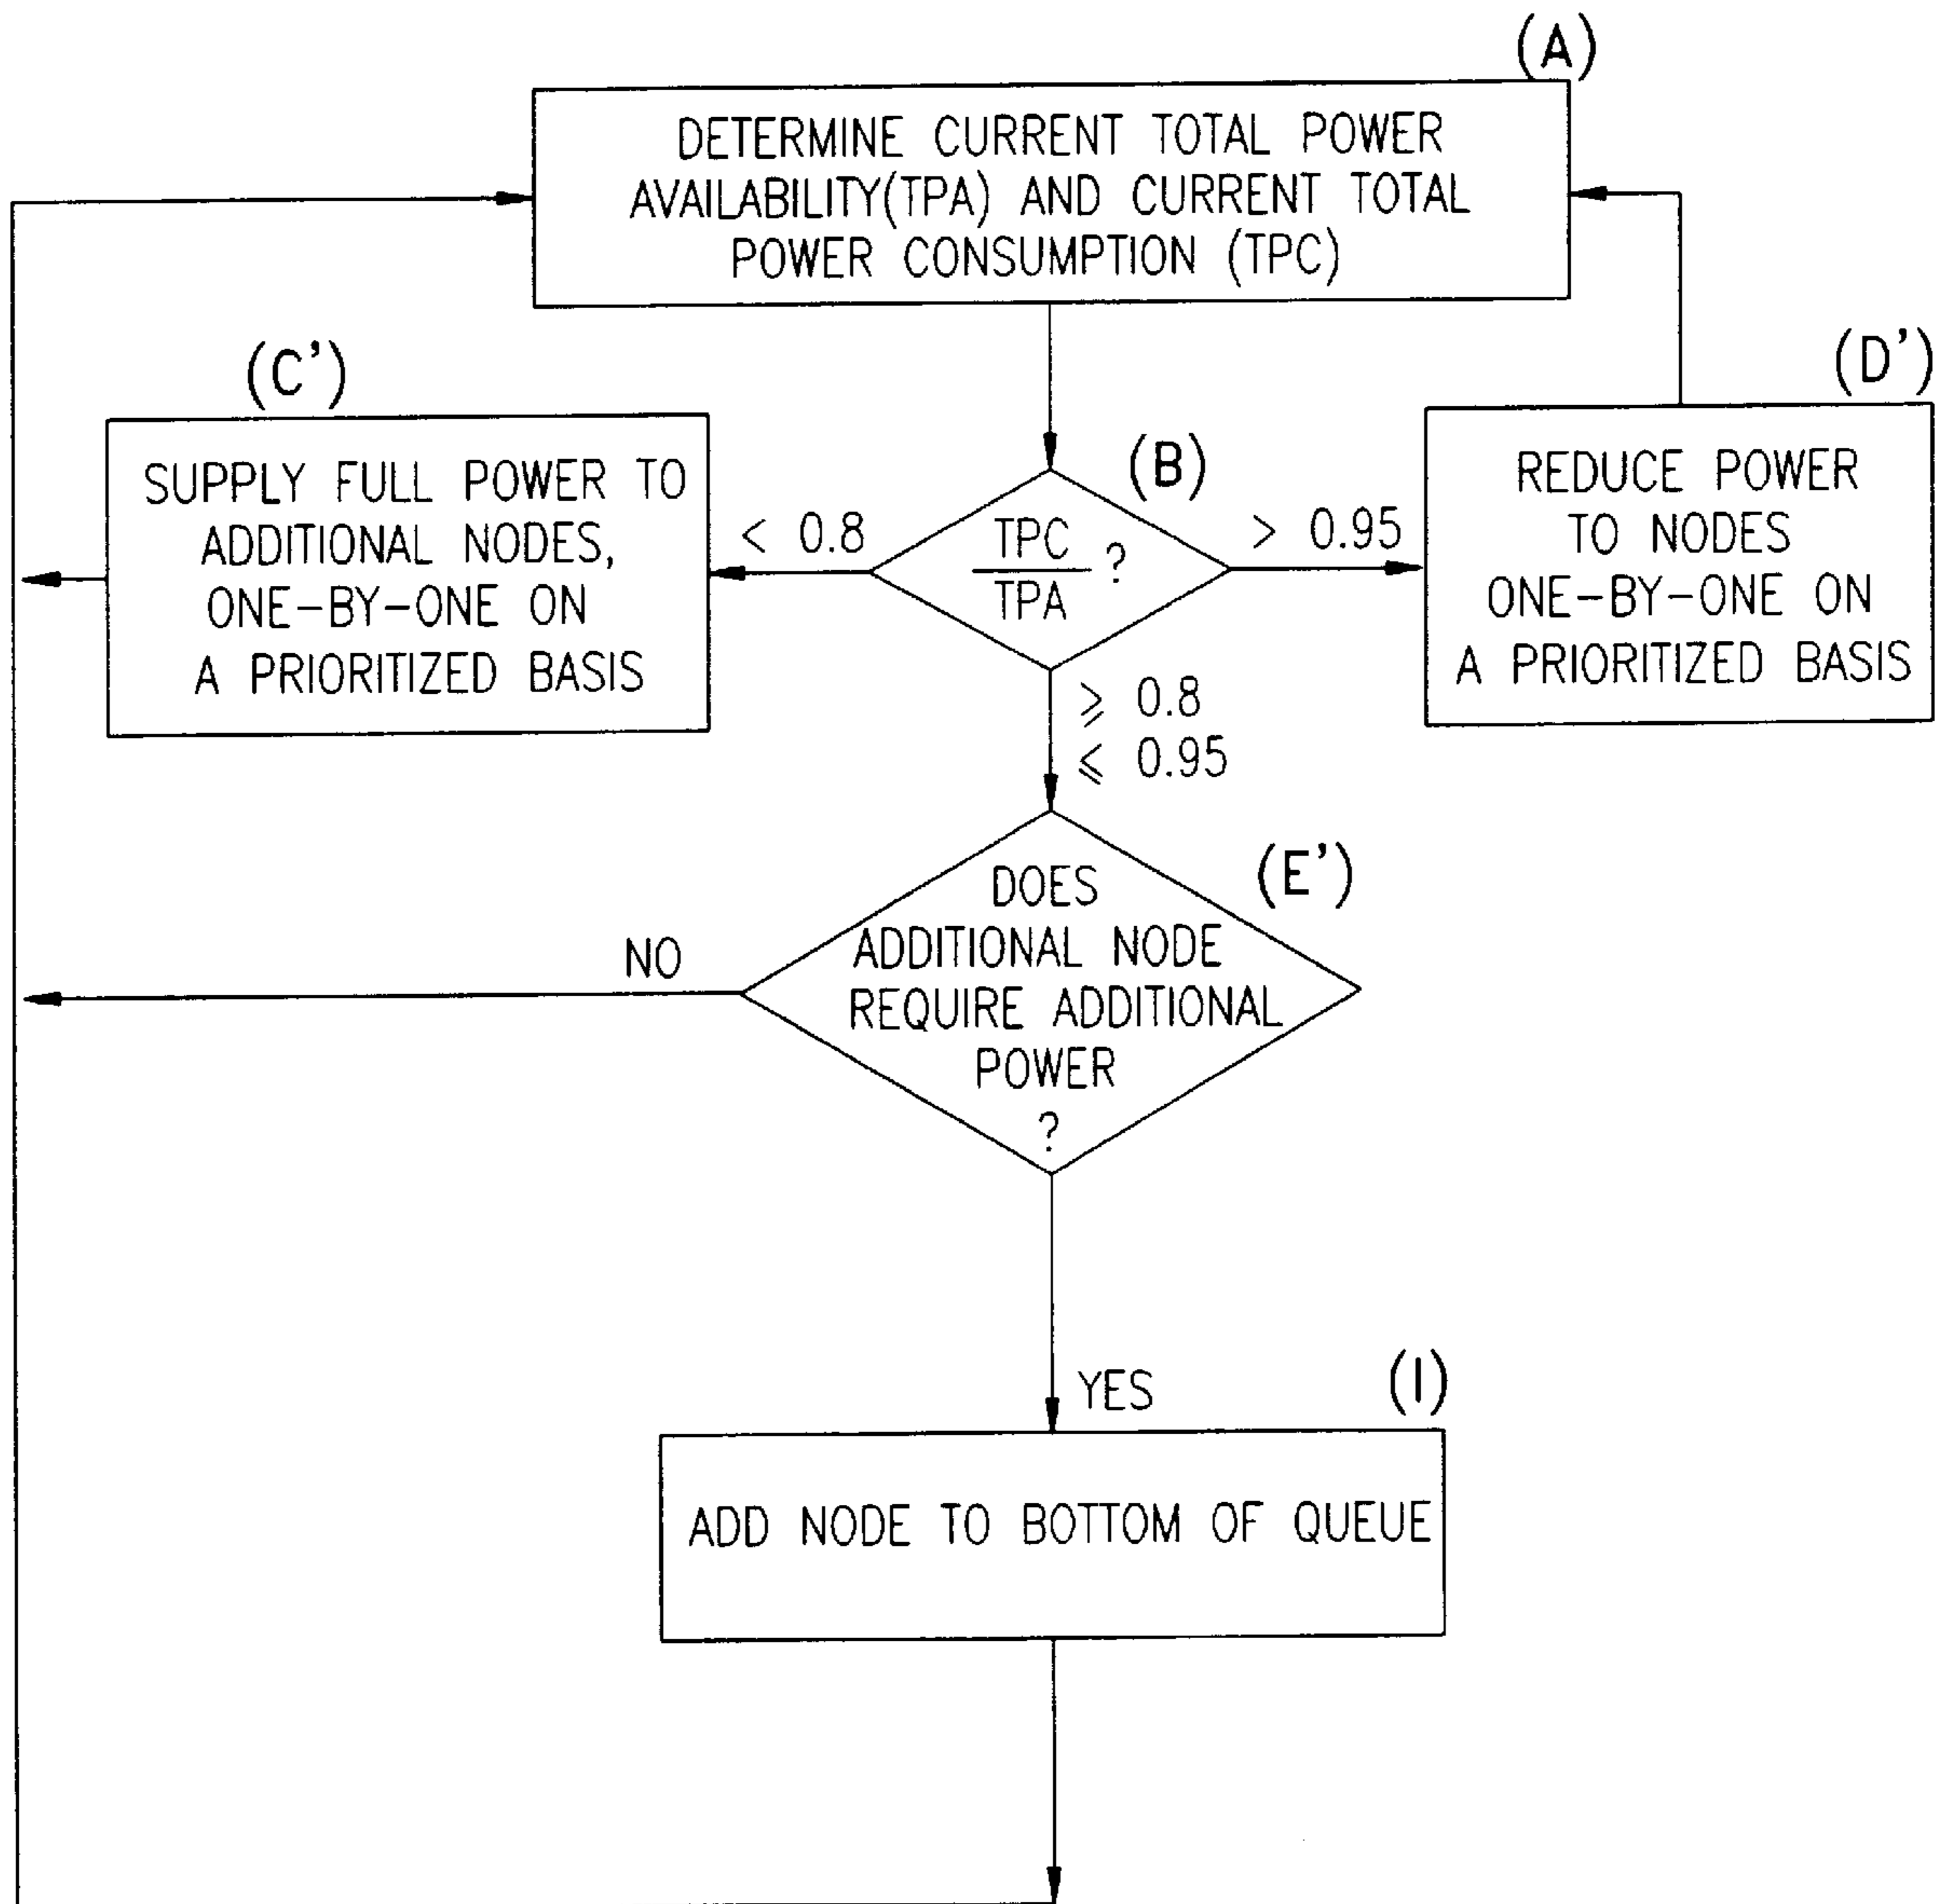 (A)
DETERMINE CURRENT TOTAL POWER
AVAILABILITY(TPA) AND CURRENT TOTAL
POWER CONSUMPTION (TPC)
(C')
SUPPLY FULL POWER TO
ADDITIONAL NODES,
ONE-BY-ONE ON
A PRIORITIZED BASIS
(B)
< 0.8
TPC
TPA
?
> 0.95
(D')
REDUCE POWER
TO NODES
ONE-BY-ONE ON
A PRIORITIZED BASIS
⩾ 0.8
⩽ 0.95
(E')
DOES
ADDITIONAL NODE
REQUIRE ADDITIONAL
POWER
?
NO
YES
(I)
ADD NODE TO BOTTOM OF QUEUE